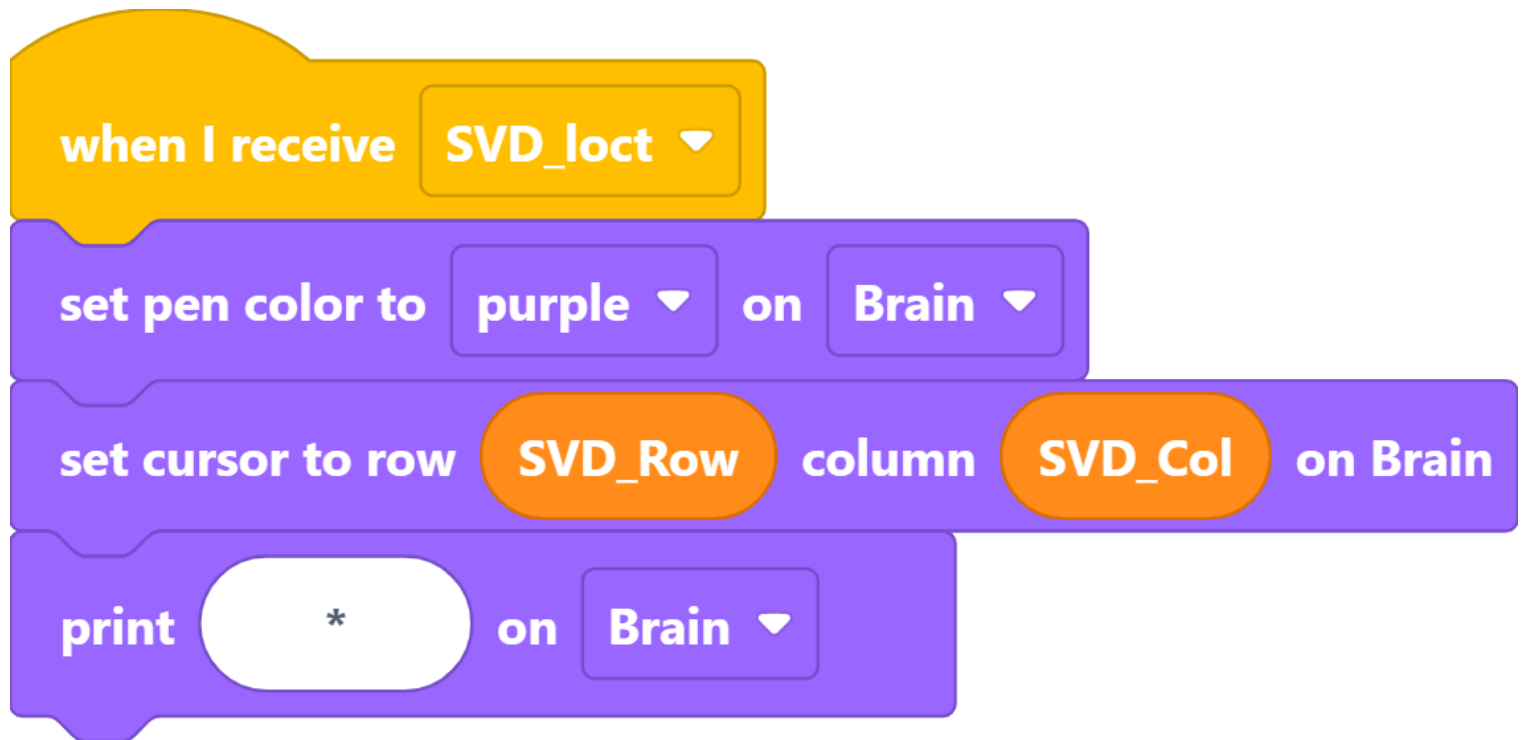 when I receive SVD_loct
set pen color to purple on Brain
set cursor to row SVD_Row column SVD_Col on Brain
print * on Brain